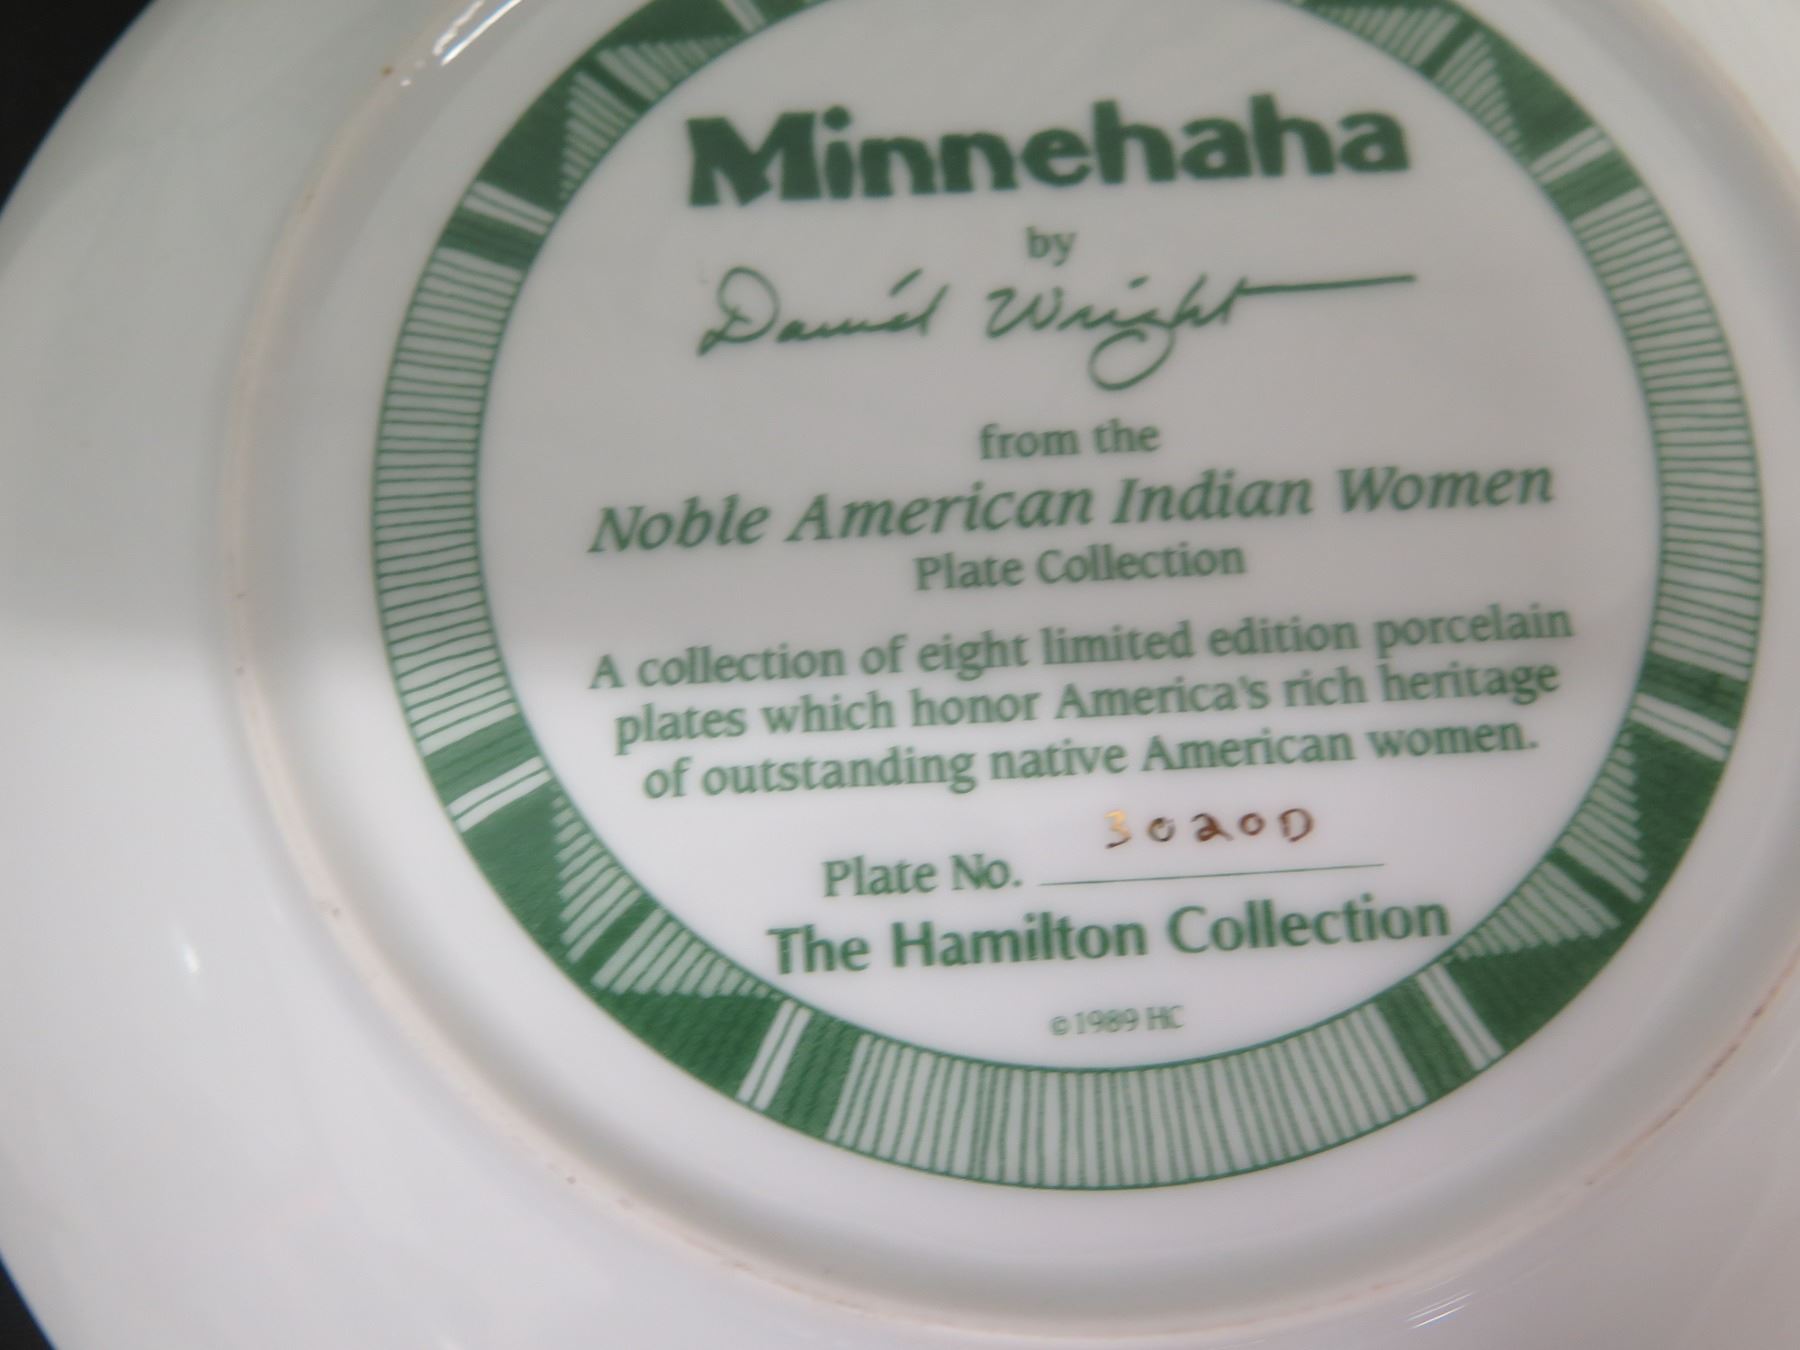 Minnehaha
by
Daniel Wright
from the
Noble American Indian Women
Plate Collection
A collection of eight limited edition porcelain
plates which honor America's rich heritage
of outstanding native American women.
Plate No. 3020D
The Hamilton Collection
©1989 HC